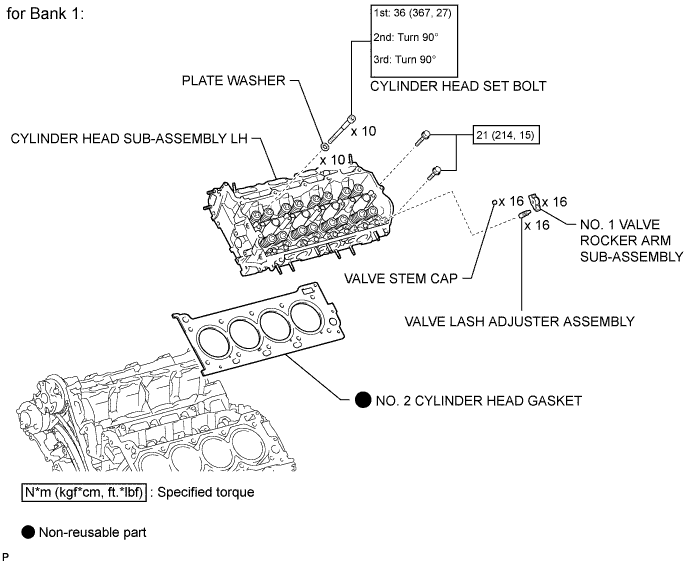 for Bank 1:
1st: 36 (367, 27)
2nd: Turn 90°
3rd: Turn 90°
CYLINDER HEAD SET BOLT
PLATE WASHER
x 10
x 10
CYLINDER HEAD SUB-ASSEMBLY LH
21 (214, 15)
x 16
x 16
x 16
NO. 1 VALVE
ROCKER ARM
SUB-ASSEMBLY
VALVE STEM CAP
VALVE LASH ADJUSTER ASSEMBLY
NO. 2 CYLINDER HEAD GASKET
N*m (kgf*cm, ft.*lbf) : Specified torque
Non-reusable part
P